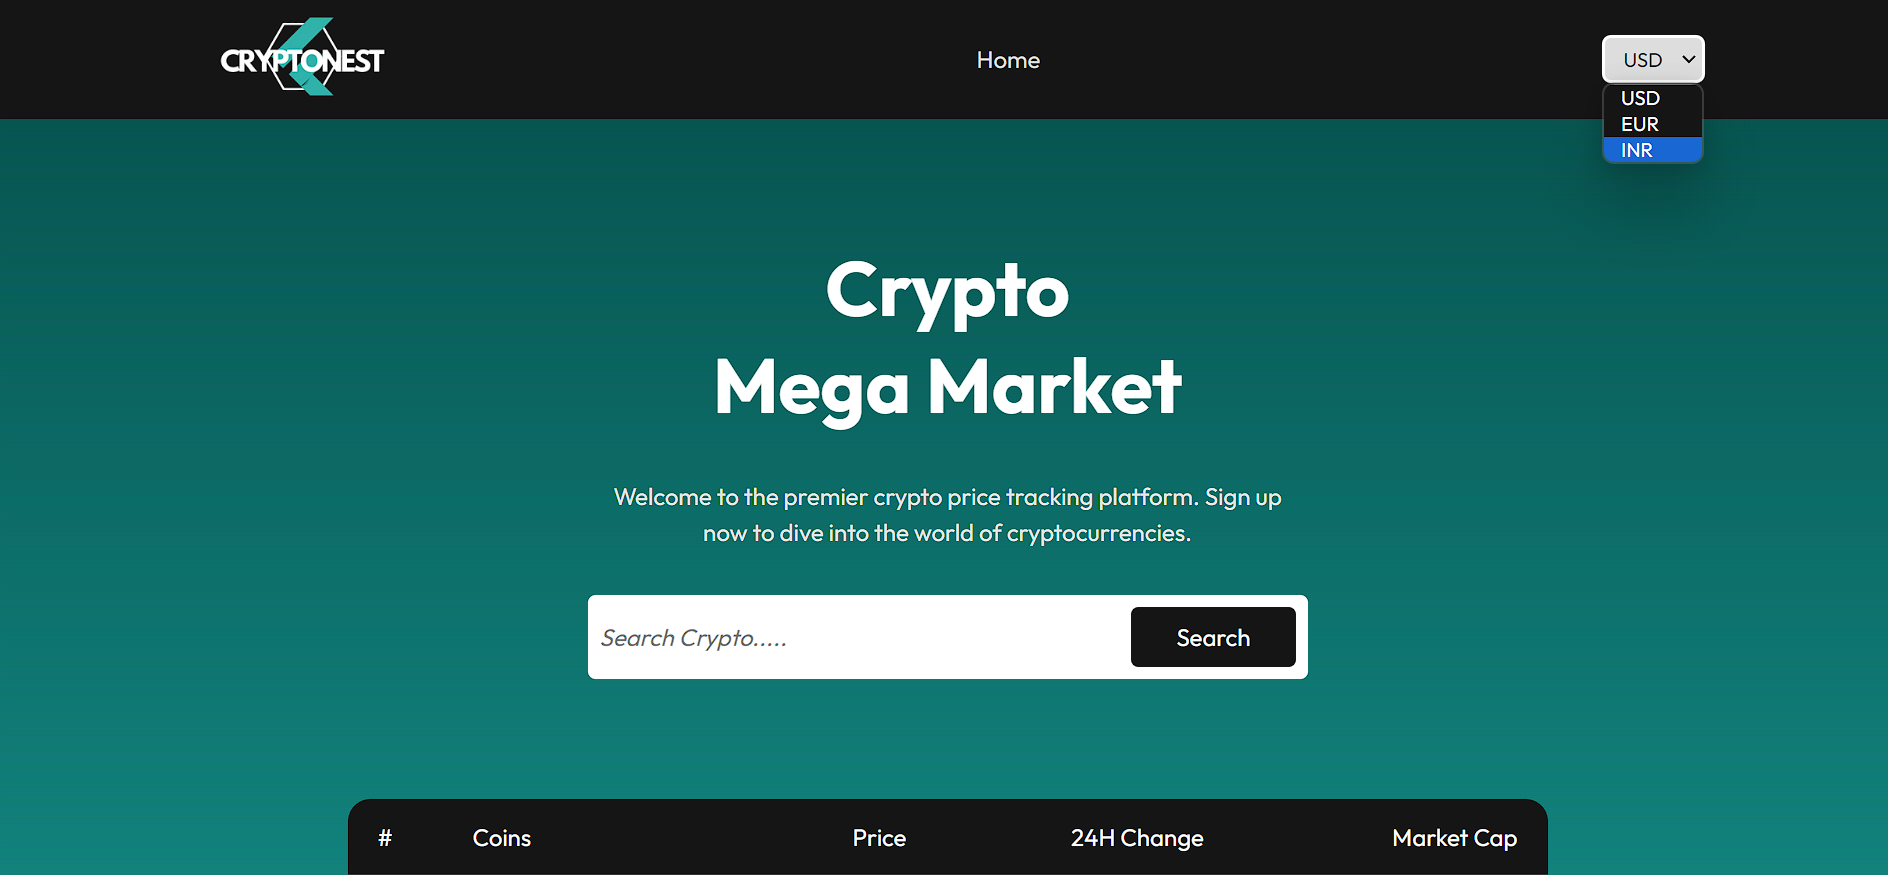 CRYPTONEST
Home
USD
USD
EUR
INR
Crypto
Mega Market
Welcome to the premier crypto price tracking platform. Sign up
now to dive into the world of cryptocurrencies.
Search Crypto.....
Search
# Coins Price 24H Change Market Cap